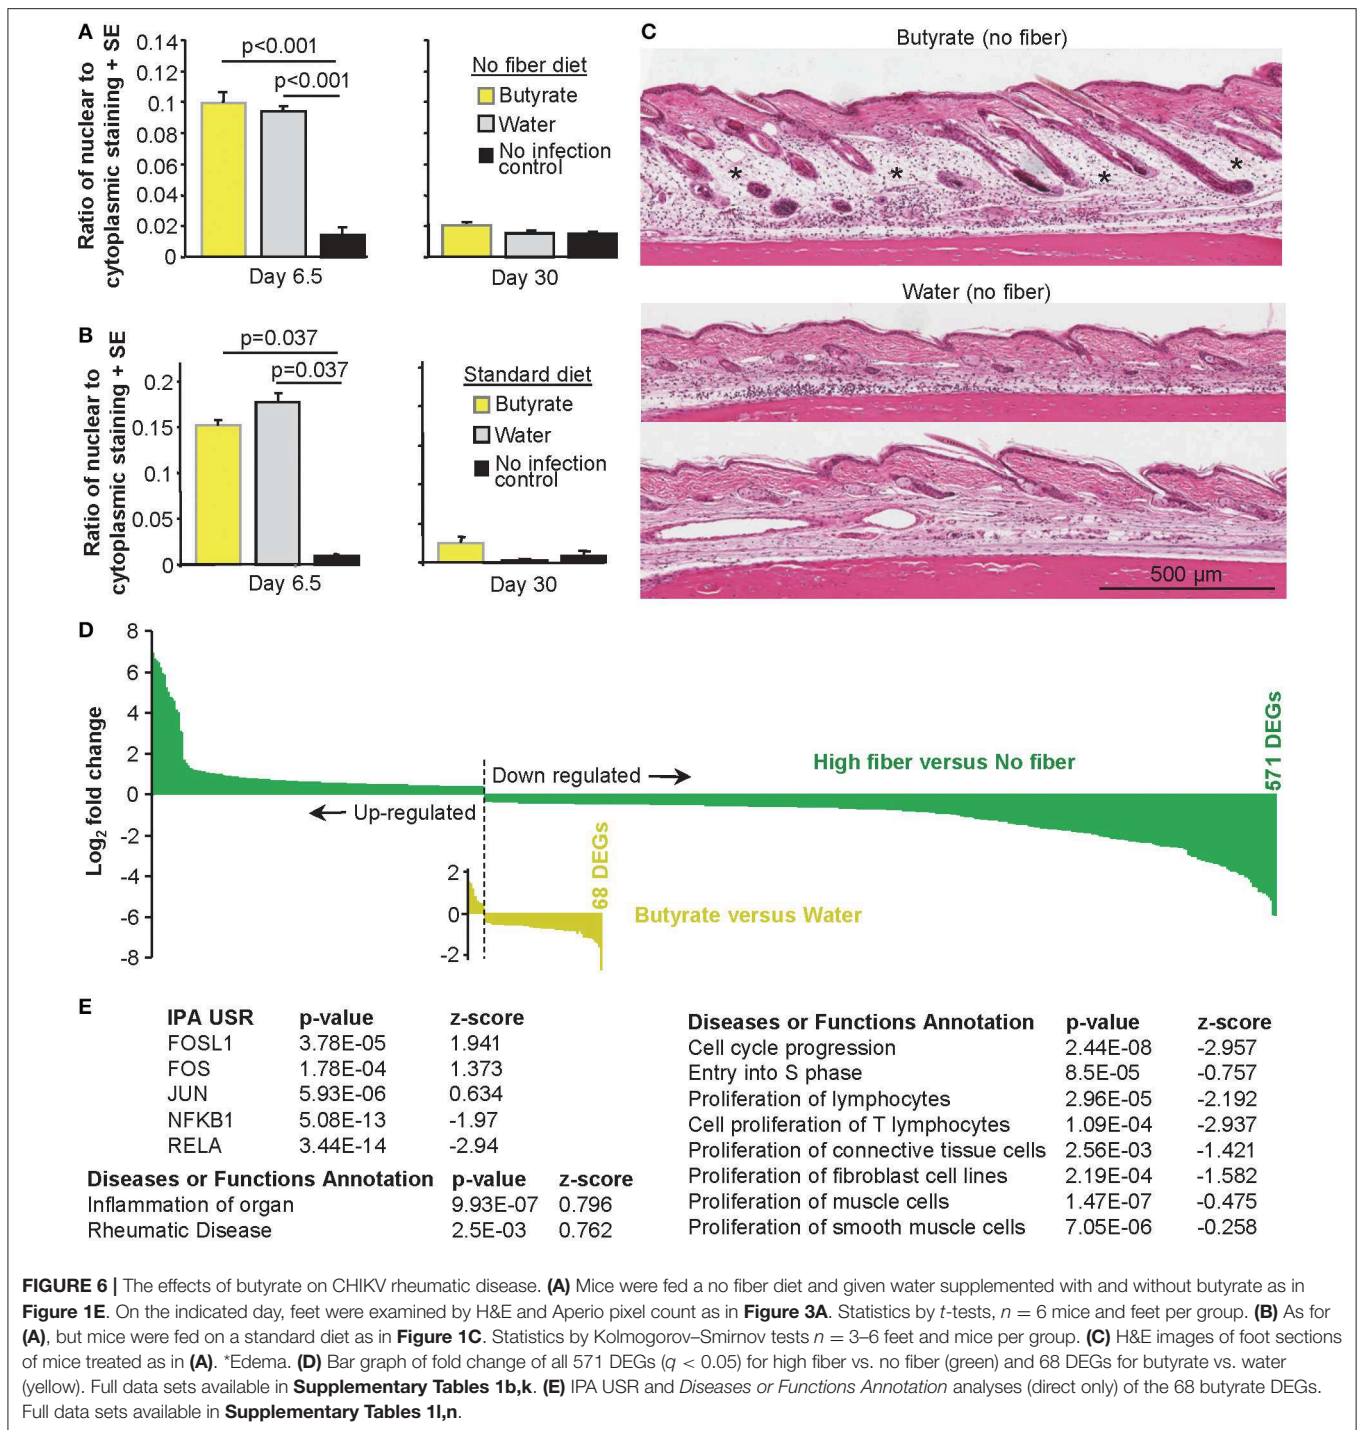 A
Ratio of nuclear to
cytoplasmic staining + SE
0.14
0.12
0.1
0.08
0.06
0.04
0.02
0
p<0.001
p<0.001
Day 6.5
Day 30
No fiber diet
Butyrate
Water
No infection
control
B
Ratio of nuclear to
cytoplasmic staining + SE
0.2
0.15
0.1
0.05
0
p=0.037
p=0.037
Day 6.5
Day 30
Standard diet
Butyrate
Water
No infection
control
C
Butyrate (no fiber)
* * * *
Water (no fiber)
500 µm
D
Log2 fold change
8
6
4
2
0
-2
-4
-6
-8
Down regulated →
← Up-regulated
High fiber versus No fiber
571 DEGs
2
0
-2
68 DEGs
Butyrate versus Water
E
IPA USR p-value z-score
FOSL1 3.78E-05 1.941
FOS 1.78E-04 1.373
JUN 5.93E-06 0.634
NFKB1 5.08E-13 -1.97
RELA 3.44E-14 -2.94
Diseases or Functions Annotation p-value z-score
Inflammation of organ 9.93E-07 0.796
Rheumatic Disease 2.5E-03 0.762
Diseases or Functions Annotation p-value z-score
Cell cycle progression 2.44E-08 -2.957
Entry into S phase 8.5E-05 -0.757
Proliferation of lymphocytes 2.96E-05 -2.192
Cell proliferation of T lymphocytes 1.09E-04 -2.937
Proliferation of connective tissue cells 2.56E-03 -1.421
Proliferation of fibroblast cell lines 2.19E-04 -1.582
Proliferation of muscle cells 1.47E-07 -0.475
Proliferation of smooth muscle cells 7.05E-06 -0.258
FIGURE 6 | The effects of butyrate on CHIKV rheumatic disease. (A) Mice were fed a no fiber diet and given water supplemented with and without butyrate as in
Figure 1E. On the indicated day, feet were examined by H&E and Aperio pixel count as in Figure 3A. Statistics by t-tests, n = 6 mice and feet per group. (B) As for
(A), but mice were fed on a standard diet as in Figure 1C. Statistics by Kolmogorov–Smirnov tests n = 3–6 feet and mice per group. (C) H&E images of foot sections
of mice treated as in (A). *Edema. (D) Bar graph of fold change of all 571 DEGs (q < 0.05) for high fiber vs. no fiber (green) and 68 DEGs for butyrate vs. water
(yellow). Full data sets available in Supplementary Tables 1b,k. (E) IPA USR and Diseases or Functions Annotation analyses (direct only) of the 68 butyrate DEGs.
Full data sets available in Supplementary Tables 1l,n.